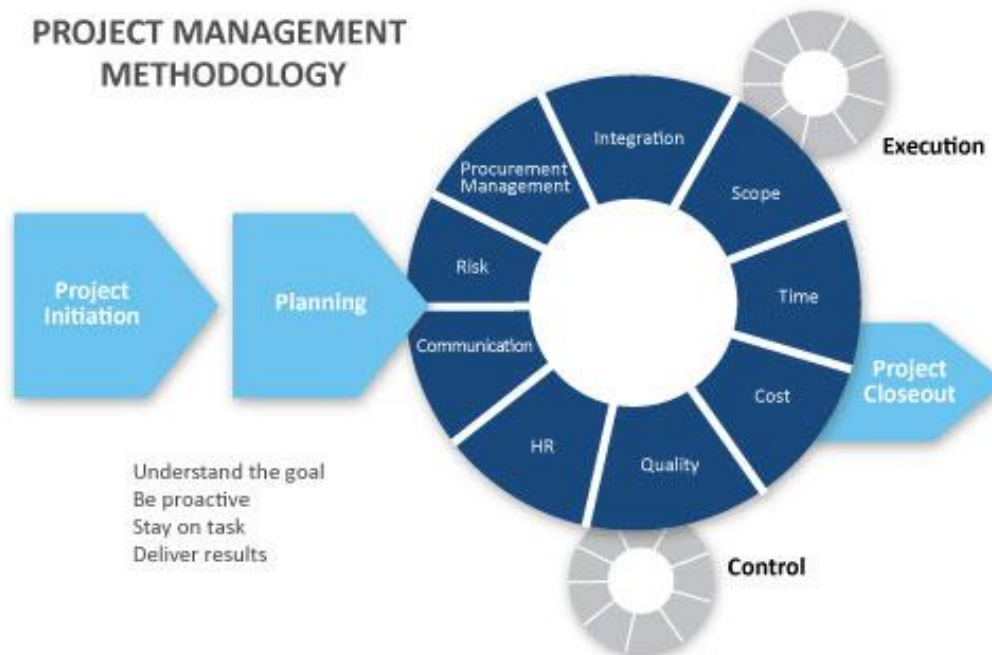 PROJECT MANAGEMENT
METHODOLOGY
Project
Initiation
Planning
Integration
Scope
Time
Cost
Quality
HR
Communication
Risk
Procurement
Management
Execution
Control
Project
Closeout
Understand the goal
Be proactive
Stay on task
Deliver results